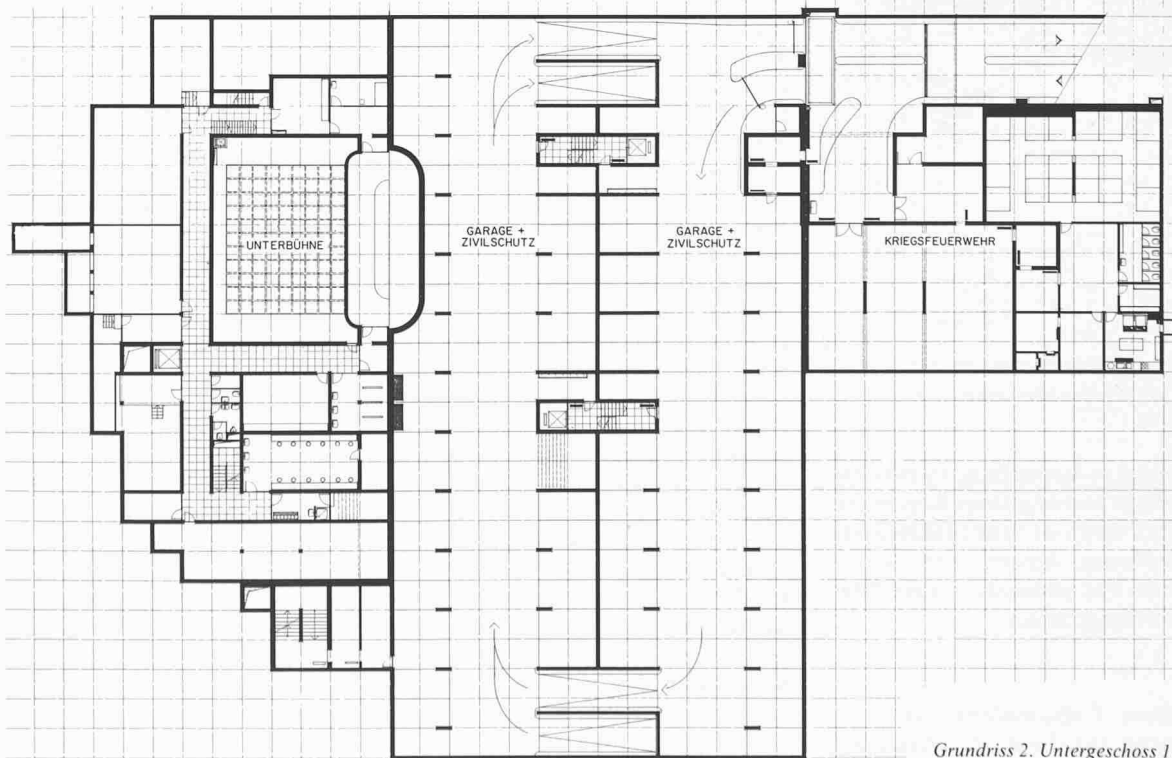 UNTERBÜHNE
GARAGE +
ZIVILSCHUTZ
GARAGE +
ZIVILSCHUTZ
KRIEGSFEUERWEHR
Grundriss 2. Untergeschoss 1